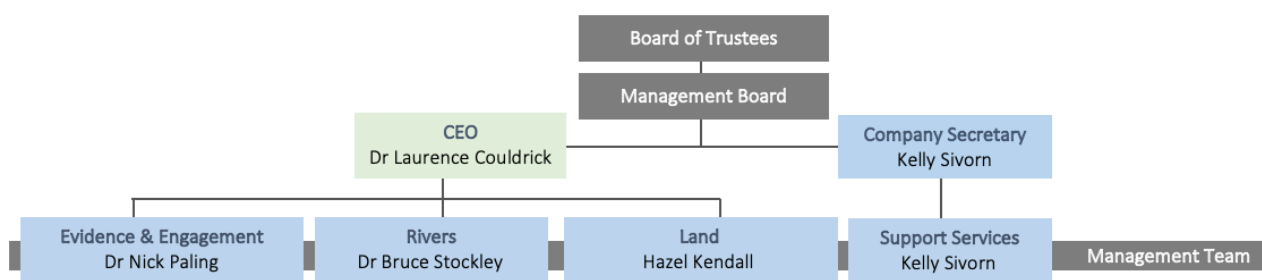 Board of Trustees
Management Board
CEO
Dr Laurence Couldrick
Company Secretary
Kelly Sivorn
Evidence & Engagement
Dr Nick Paling
Rivers
Dr Bruce Stockley
Land
Hazel Kendall
Support Services
Kelly Sivorn
Management Team